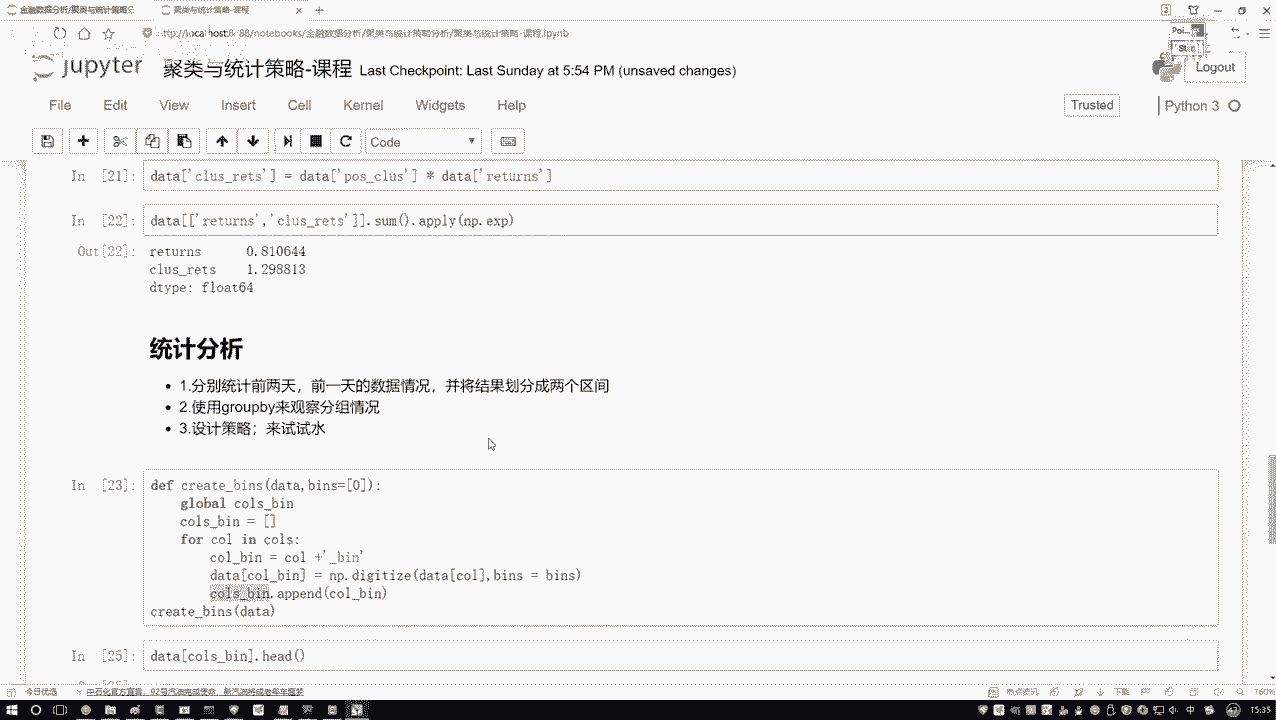 金融数据分析/聚类与统计策略
聚类与统计策略-课程
localhost:8888/notebooks/金融数据分析/聚类与统计策略分析/聚类与统计策略-课程.ipynb
jupyter 聚类与统计策略-课程 Last Checkpoint: Last Sunday at 5:54 PM (unsaved changes)
Logout
File Edit View Insert Cell Kernel Widgets Help
Trusted Python 3
Code
In [21]: data['clus_rets'] = data['pos_clus'] * data['returns']
In [22]: data[['returns','clus_rets']].sum().apply(np.exp)
Out[22]: returns 0.810644
clus_rets 1.298813
dtype: float64
统计分析
1.分别统计前两天，前一天的数据情况，并将结果划分成两个区间
2.使用groupby来观察分组情况
3.设计策略；来试试水
In [23]: def create_bins(data,bins=[0]):
global cols_bin
cols_bin = []
for col in cols:
col_bin = col +'_bin'
data[col_bin] = np.digitize(data[col],bins = bins)
cols_bin.append(col_bin)
create_bins(data)
In [25]: data[cols_bin].head()
今日优选
下载
160%
中
15:35